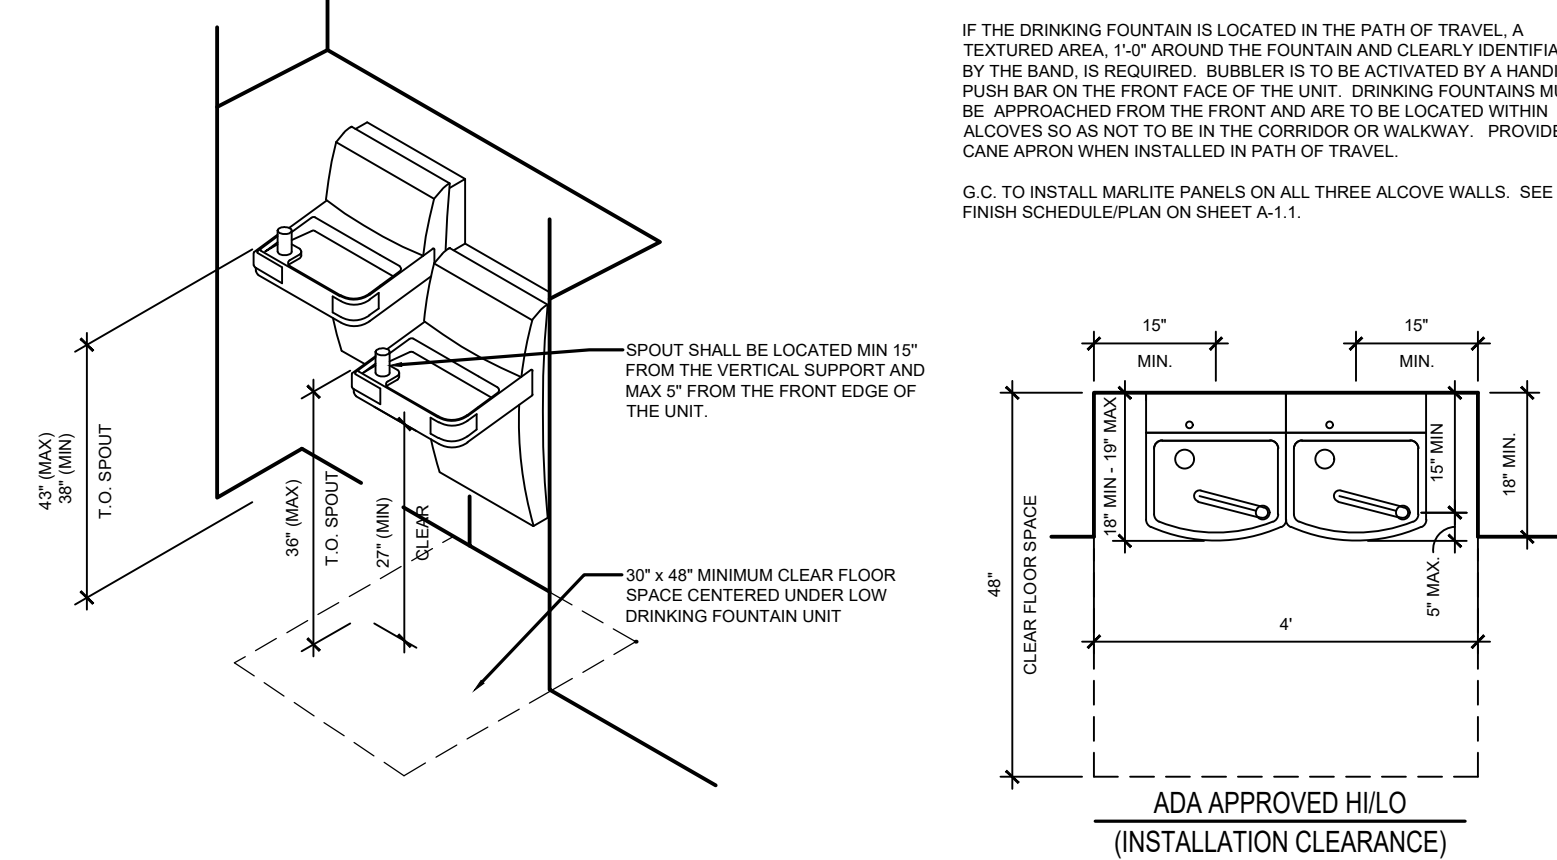 IF THE DRINKING FOUNTAIN IS LOCATED IN THE PATH OF TRAVEL, A
TEXTURED AREA, 1'-0" AROUND THE FOUNTAIN AND CLEARLY
BY THE BAND, IS REQUIRED. BUBBLER IS TO BE ACTIVATED BY A
PUSH BAR ON THE FRONT FACE OF THE UNIT. DRINKING FOUNTAINS
BE APPROACHED FROM THE FRONT AND ARE TO BE LOCATED WITHIN
ALCOVES SO AS NOT TO BE IN THE CORRIDOR OR WALKWAY. PROVIDE
CANE APRON WHEN INSTALLED IN PATH OF TRAVEL.
G.C. TO INSTALL MARLITE PANELS ON ALL THREE ALCOVE WALLS. SEE
FINISH SCHEDULE/PLAN ON SHEET A-1.1.
43" (MAX)
38" (MIN)
T.O. SPOUT
36" (MAX)
T.O. SPOUT
27" (MIN)
CLEAR
SPOUT SHALL BE LOCATED MIN 15"
FROM THE VERTICAL SUPPORT AND
MAX 5" FROM THE FRONT EDGE OF
THE UNIT.
30" x 48" MINIMUM CLEAR FLOOR
SPACE CENTERED UNDER LOW
DRINKING FOUNTAIN UNIT
15"
MIN.
15"
MIN.
48"
CLEAR FLOOR SPACE
18" MIN - 19" MAX
15" MIN
18" MIN.
5" MAX.
4'
ADA APPROVED HI/LO
(INSTALLATION CLEARANCE)